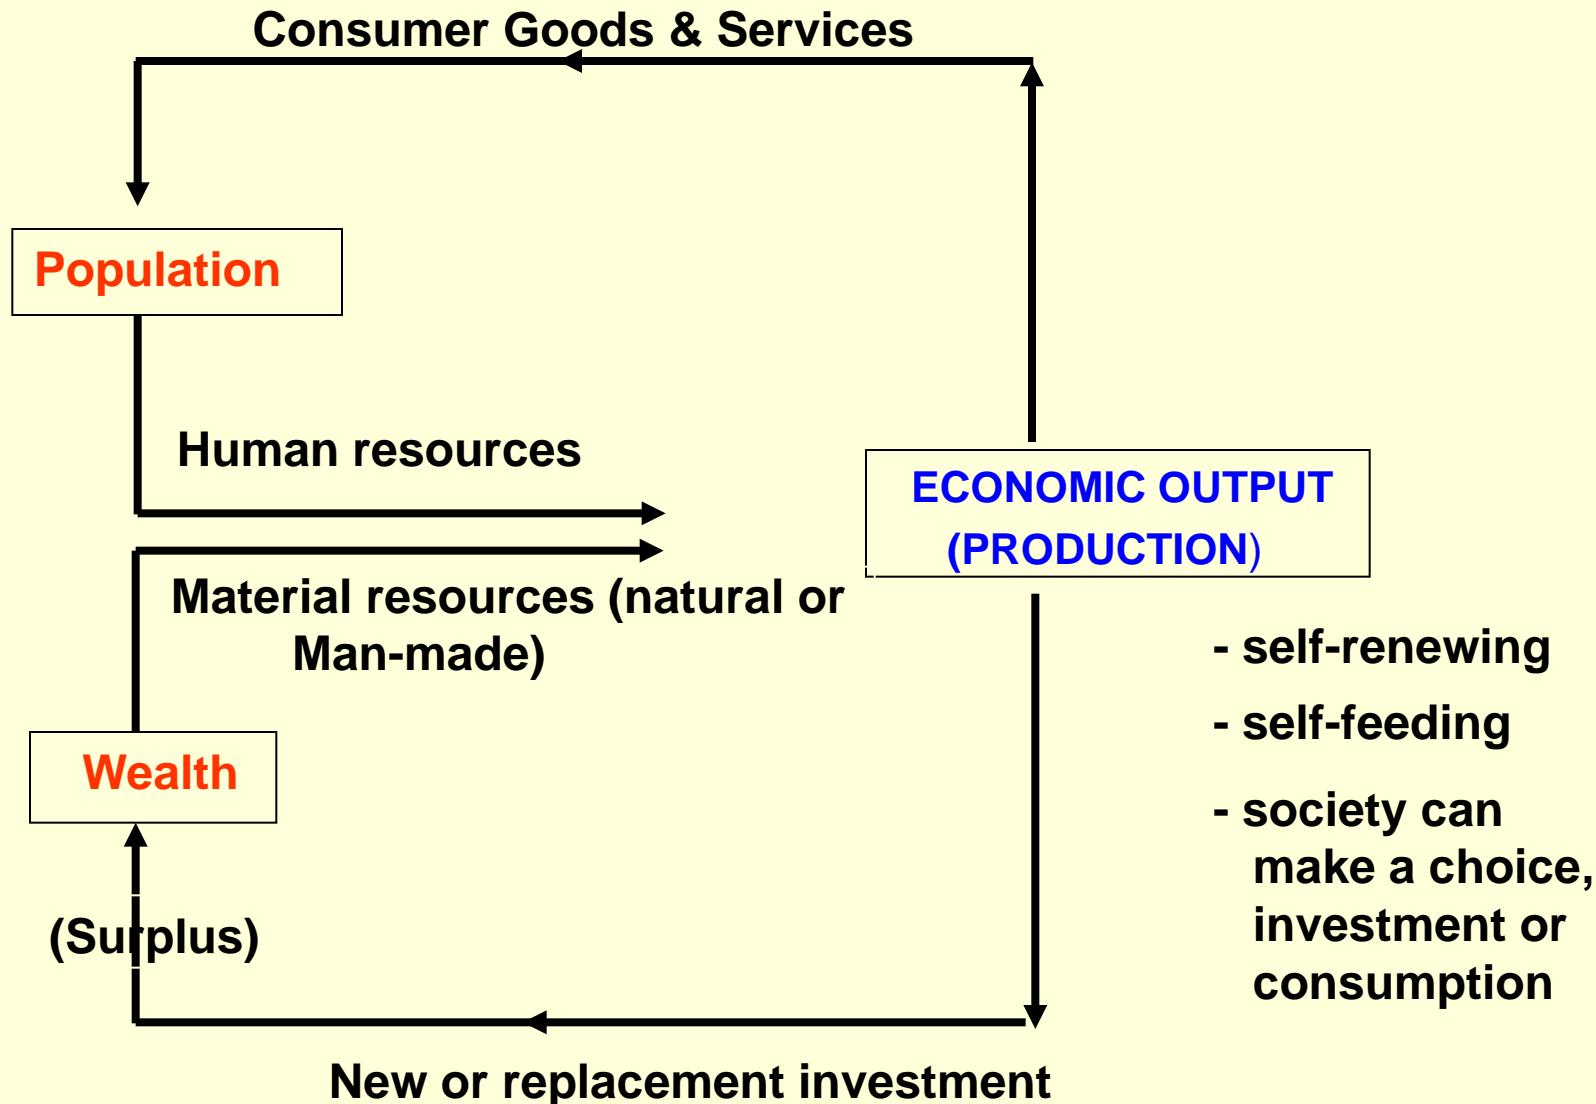 Consumer Goods & Services
Population
Human resources
ECONOMIC OUTPUT
(PRODUCTION)
Material resources (natural or
Man-made)
- self-renewing
- self-feeding
Wealth
- society can
make a choice,
investment or
consumption
(Surplus)
New or replacement investment